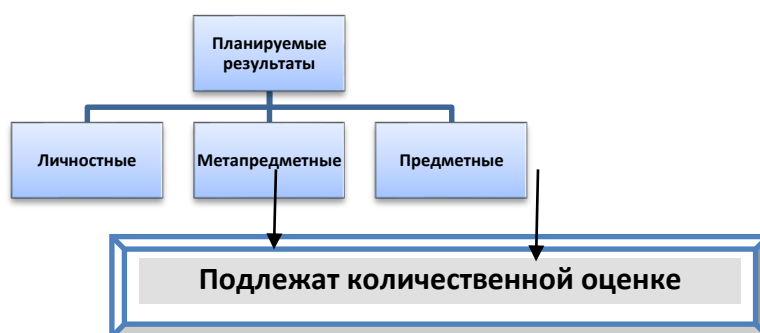 Планируемые
результаты
Личностные
Метапредметные
Предметные
Подлежат количественной оценке